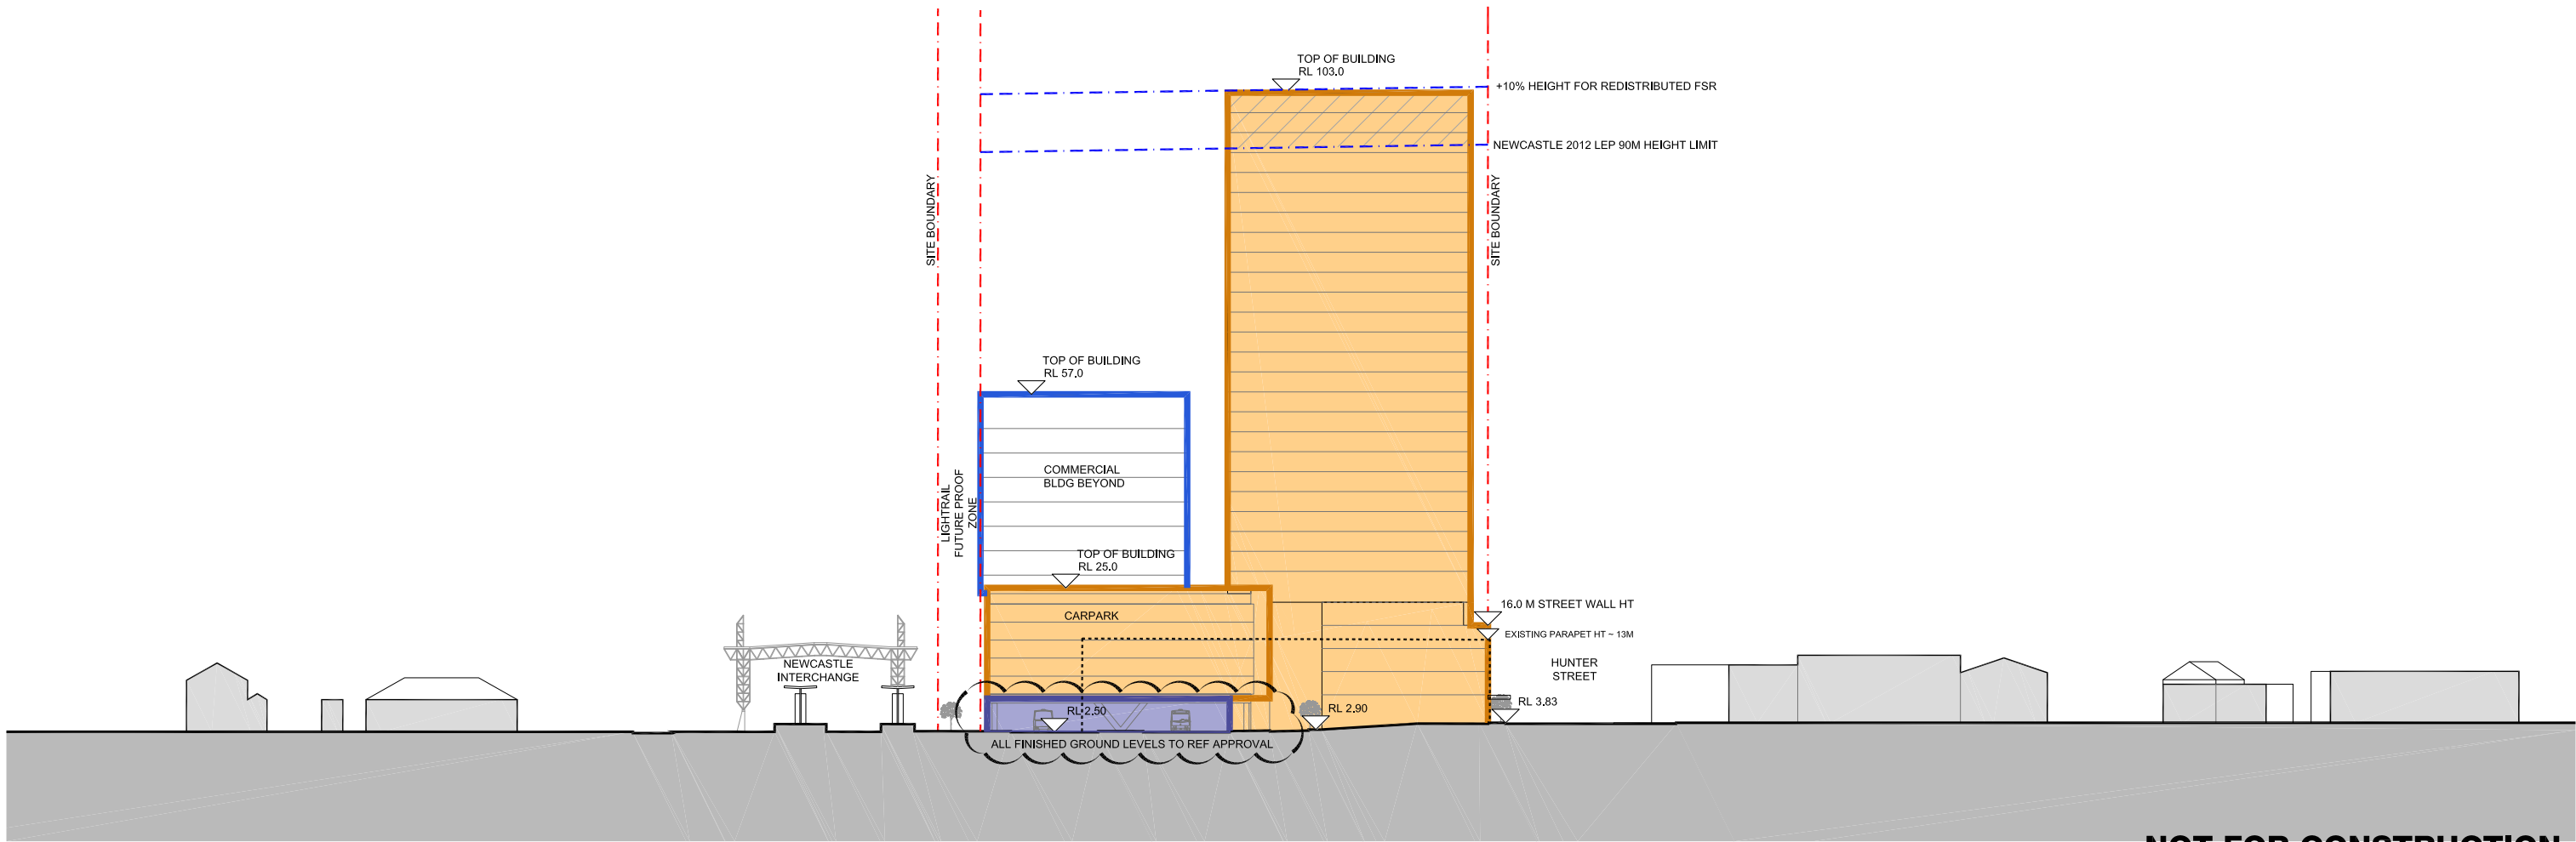 TOP OF BUILDING
RL 103.0
+10% HEIGHT FOR REDISTRIBUTED FSR
NEWCASTLE 2012 LEP 90M HEIGHT LIMIT
SITE BOUNDARY
SITE BOUNDARY
TOP OF BUILDING
RL 57.0
COMMERCIAL
BLDG BEYOND
LIGHTRAIL
FUTURE PROOF
ZONE
TOP OF BUILDING
RL 25.0
CARPARK
16.0 M STREET WALL HT
EXISTING PARAPET HT ~ 13M
NEWCASTLE
INTERCHANGE
HUNTER
STREET
RL 2.50
RL 2.90
RL 3.83
ALL FINISHED GROUND LEVELS TO REF APPROVAL
NOT FOR CONSTRUCTION